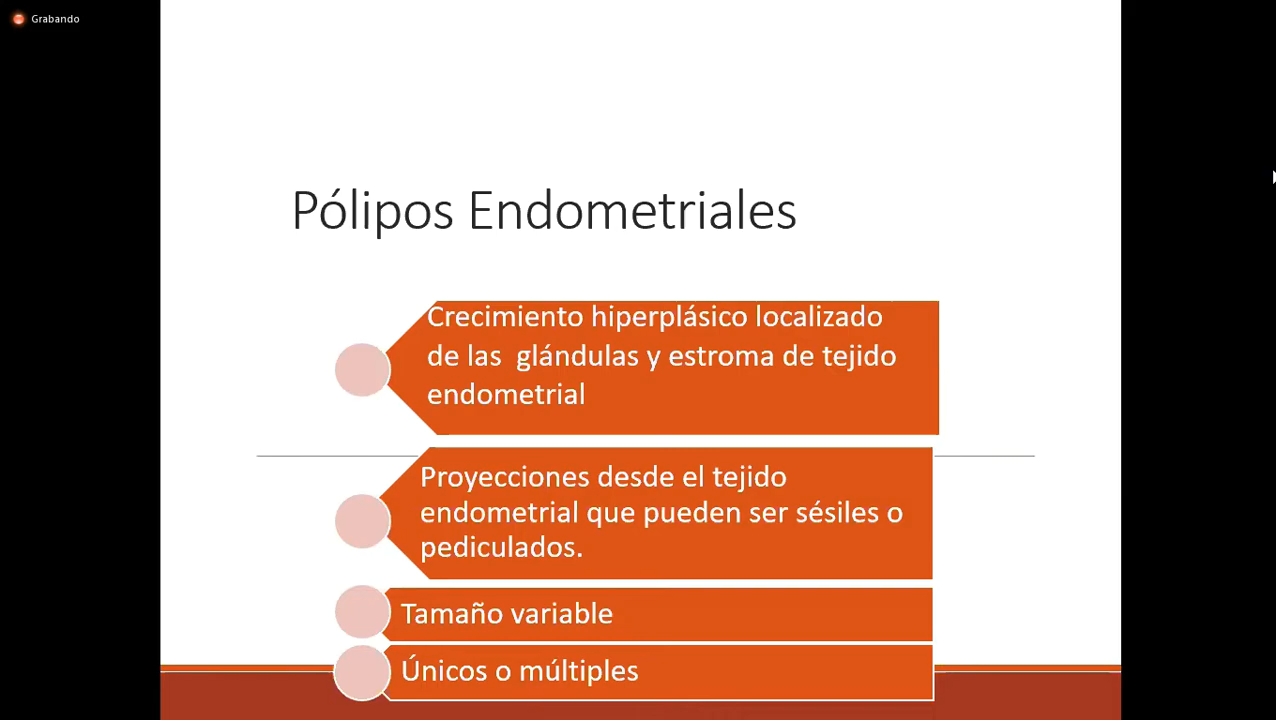 Grabando
Pólipos Endometriales
Crecimiento hiperplásico localizado
de las glándulas y estroma de tejido
endometrial
Proyecciones desde el tejido
endometrial que pueden ser sésiles o
pediculados.
Tamaño variable
Únicos o múltiples